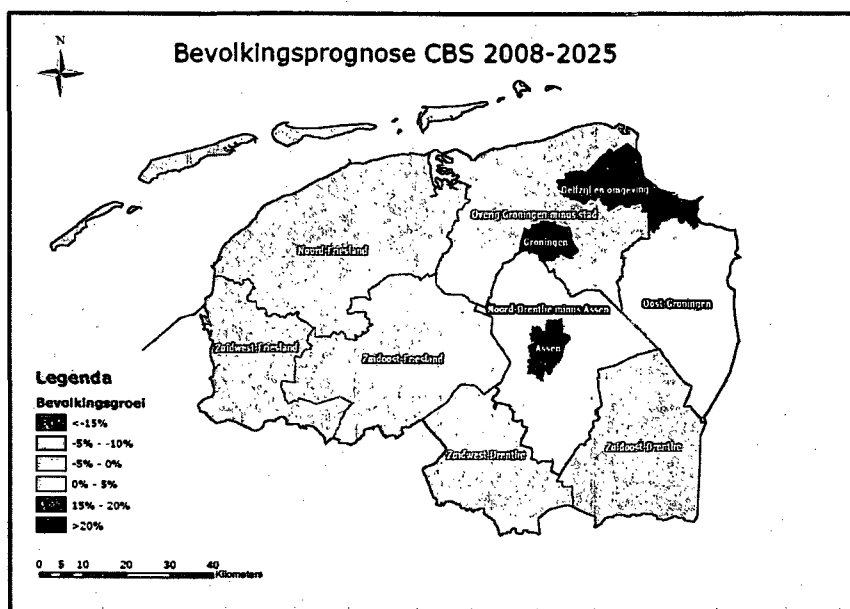 N
Bevolkingsprognose CBS 2008-2025
Delfzijl en omgeving
Overig Groningen minus stad
Groningen
Noord-Friesland
Oost-Groningen
Noord-Drenthe minus Assen
Assen
Zuidwest-Friesland
Zuidoost-Friesland
Zuidwest-Drenthe
Zuidoost-Drenthe
Legenda
Bevolkingsgroei
<-15%
-5% - -10%
-5% - 0%
0% - 5%
15% - 20%
>20%
0 5 10 20 30 40
Kilometers